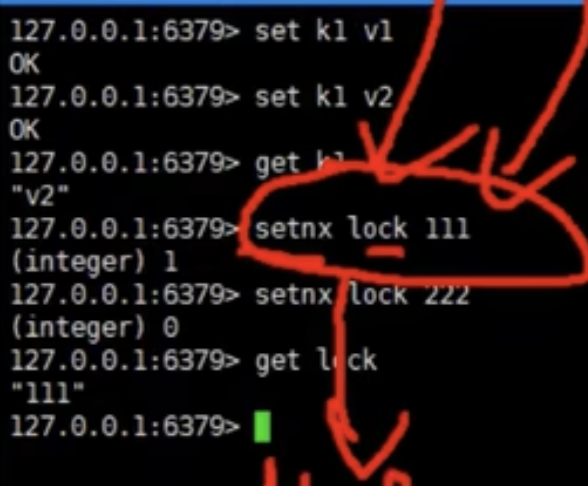 127.0.0.1:6379> set k1 v1
OK
127.0.0.1:6379> set k1 v2
OK
127.0.0.1:6379> get k1
"v2"
127.0.0.1:6379> setnx lock 111
(integer) 1
127.0.0.1:6379> setnx lock 222
(integer) 0
127.0.0.1:6379> get lock
"111"
127.0.0.1:6379>